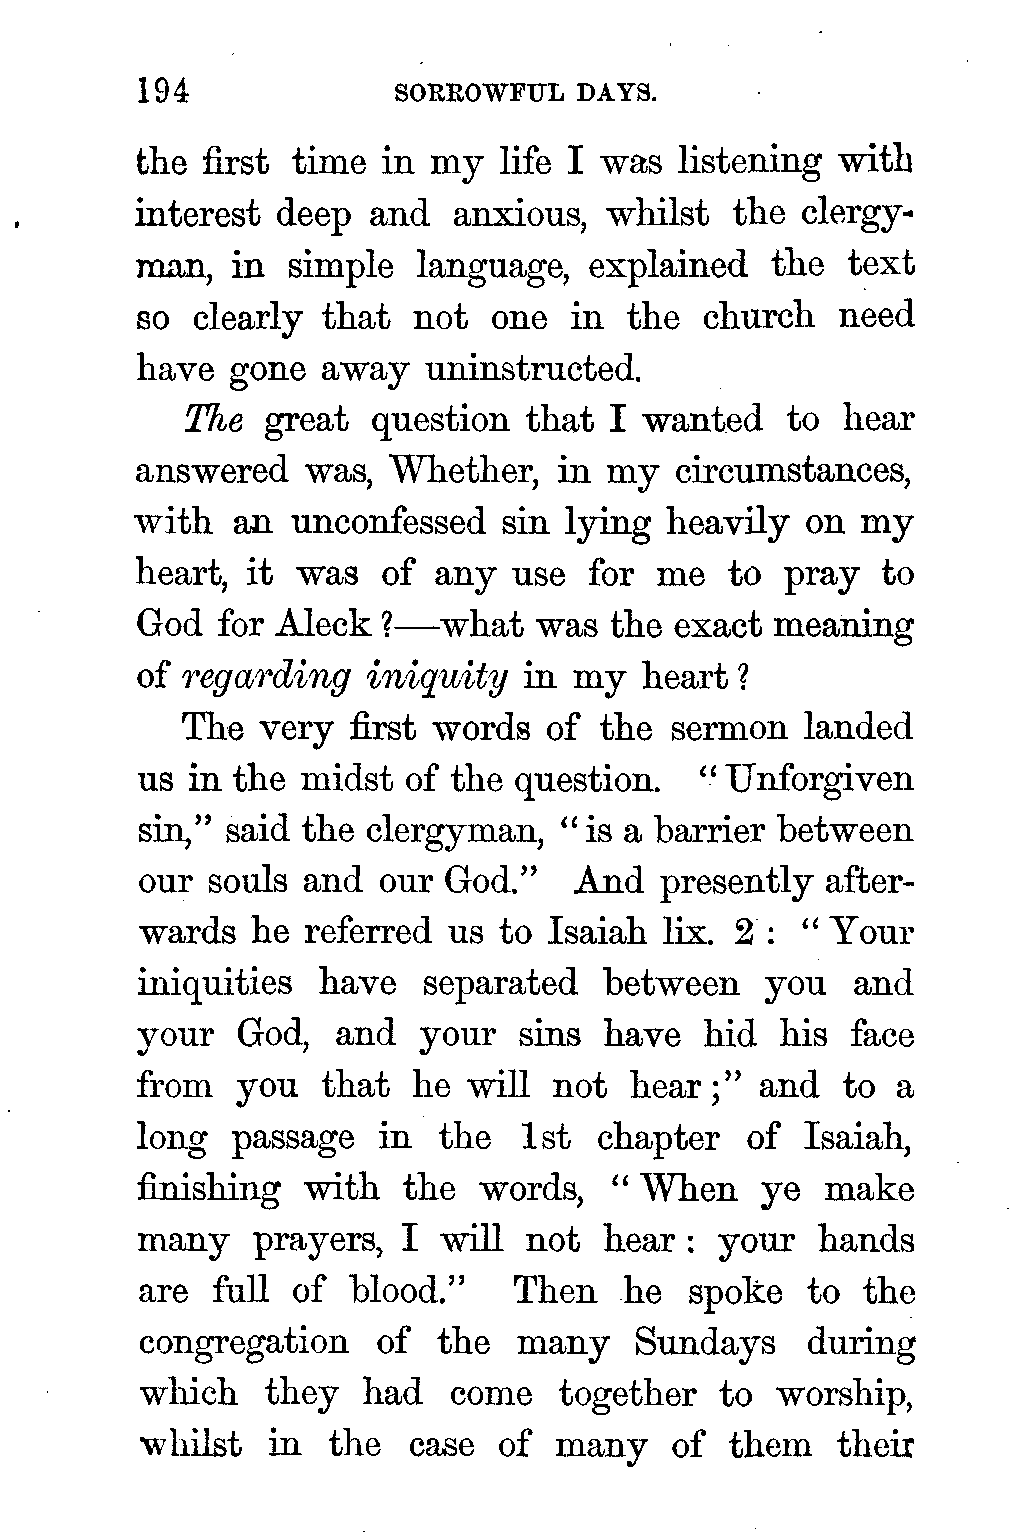 194 SORROWFUL DAYS.
the first time in my life I was listening with
interest deep and anxious, whilst the clergy-
man, in simple language, explained the text
so clearly that not one in the church need
have gone away uninstructed.
The great question that I wanted to hear
answered was, Whether, in my circumstances,
with an unconfessed sin lying heavily on my
heart, it was of any use for me to pray to
God for Aleck?—what was the exact meaning
of regarding iniquity in my heart?
The very first words of the sermon landed
us in the midst of the question. “Unforgiven
sin,” said the clergyman, “is a barrier between
our souls and our God.” And presently after-
wards he referred us to Isaiah lix. 2: “Your
iniquities have separated between you and
your God, and your sins have hid his face
from you that he will not hear;” and to a
long passage in the 1st chapter of Isaiah,
finishing with the words, “When ye make
many prayers, I will not hear: your hands
are full of blood.” Then he spoke to the
congregation of the many Sundays during
which they had come together to worship,
whilst in the case of many of them their